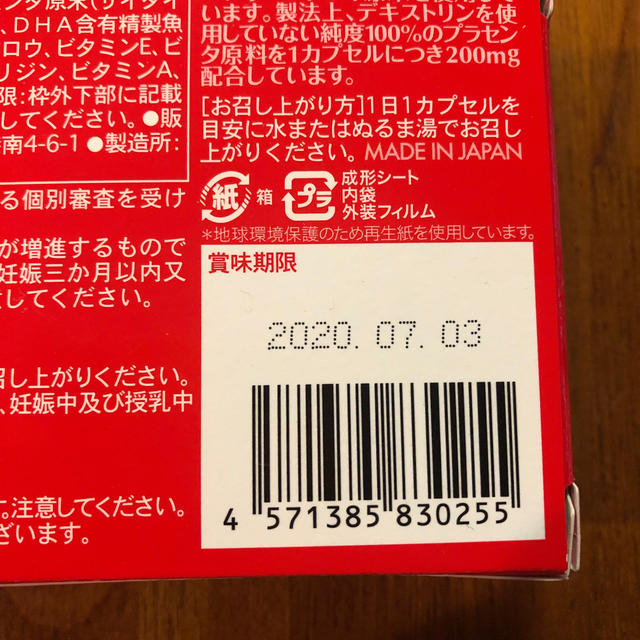 、DHA含有精製魚
ロウ、ビタミンE、ビ
リジン、ビタミンA、
限:枠外下部に記載
してください。●販
南4-6-1 ●製造所:
る個別審査を受け
が増進するもので
妊娠三か月以内又
してください。
召し上がりください。
、妊娠中及び授乳中
す。注意してください。
ざいます。
います。製法上、デキストリンを使
用していない純度100%のプラセン
タ原料を1カプセルにつき200mg
配合しています。
[お召し上がり方]1日1カプセルを
目安に水またはぬるま湯でお召し
上がりください。MADE IN JAPAN
紙 箱 プラ 成形シート
内袋
外装フィルム
*地球環境保護のため再生紙を使用しています。
賞味期限
2020.07.03
4 571385 830255